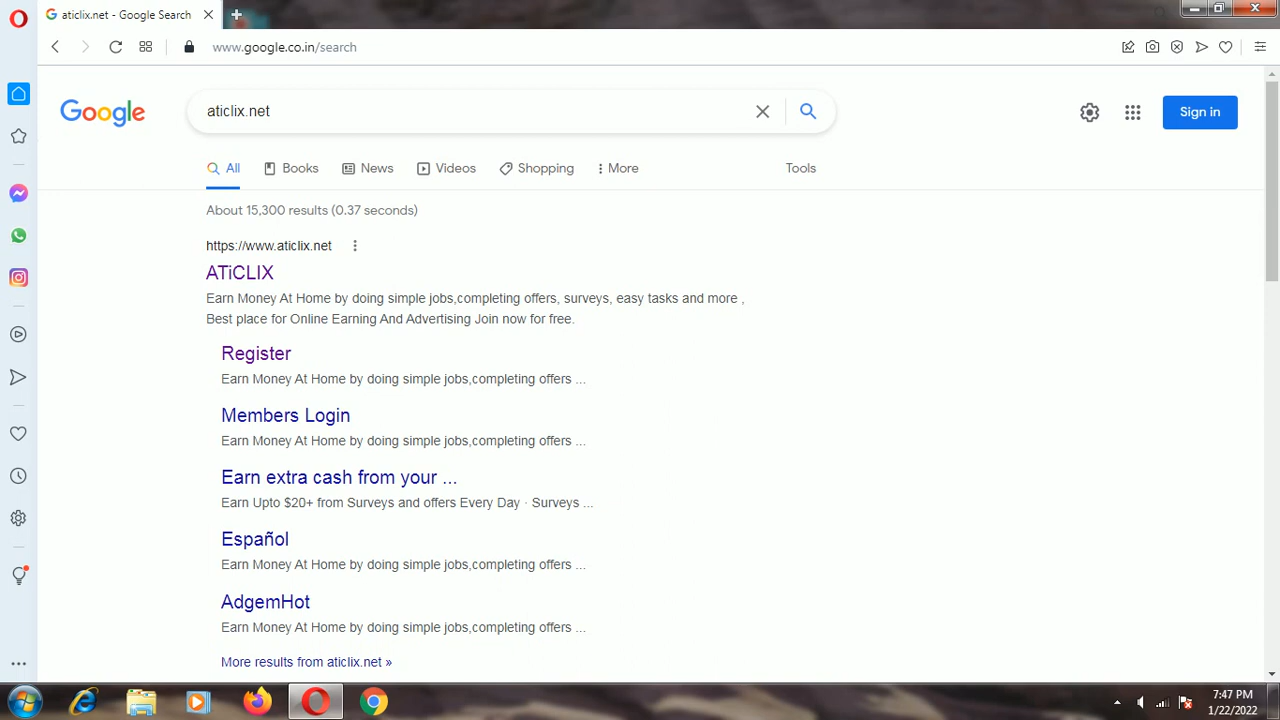 aticlix.net - Google Search
www.google.co.in/search
Google
aticlix.net
Sign in
All
Books
News
Videos
Shopping
More
Tools
About 15,300 results (0.37 seconds)
https://www.aticlix.net
ATiCLIX
Earn Money At Home by doing simple jobs,completing offers, surveys, easy tasks and more ,
Best place for Online Earning And Advertising Join now for free.
Register
Earn Money At Home by doing simple jobs,completing offers ...
Members Login
Earn Money At Home by doing simple jobs,completing offers ...
Earn extra cash from your ...
Earn Upto $20+ from Surveys and offers Every Day · Surveys ...
Español
Earn Money At Home by doing simple jobs,completing offers ...
AdgemHot
Earn Money At Home by doing simple jobs,completing offers ...
More results from aticlix.net »
7:47 PM
1/22/2022